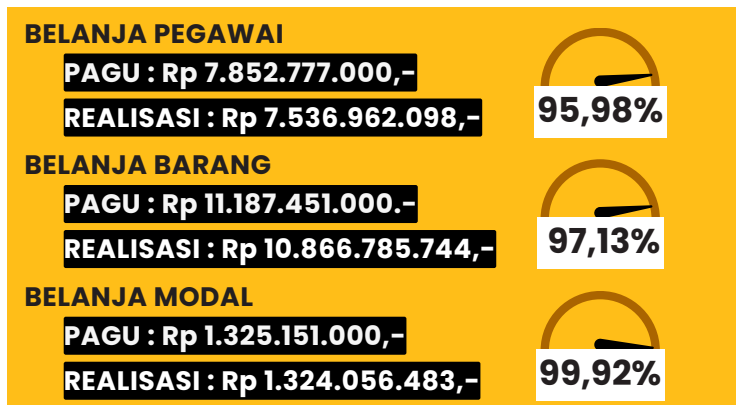 BELANJA PEGAWAI
PAGU : Rp 7.852.777.000,-
REALISASI : Rp 7.536.962.098,-
95,98%
BELANJA BARANG
PAGU : Rp 11.187.451.000.-
REALISASI : Rp 10.866.785.744,-
97,13%
BELANJA MODAL
PAGU : Rp 1.325.151.000,-
REALISASI : Rp 1.324.056.483,-
99,92%